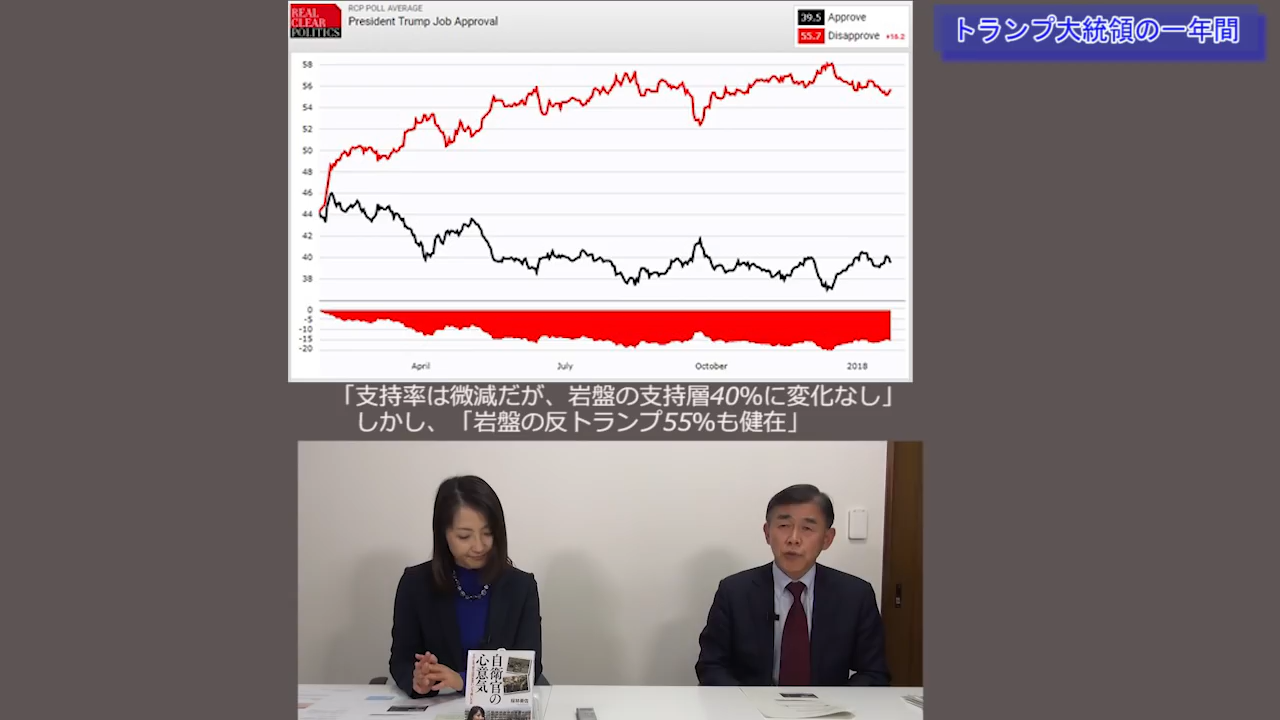 REAL
CLEAR
POLITICS
RCP POLL AVERAGE
President Trump Job Approval
39.5 Approve
55.7 Disapprove +16.2
トランプ大統領の一年間
58
56
54
52
50
48
46
44
42
40
38
0
-5
-10
-15
-20
April July October 2018
「支持率は微減だが、岩盤の支持層40%に変化なし」
しかし、「岩盤の反トランプ55%も健在」
自衛官の
心意気